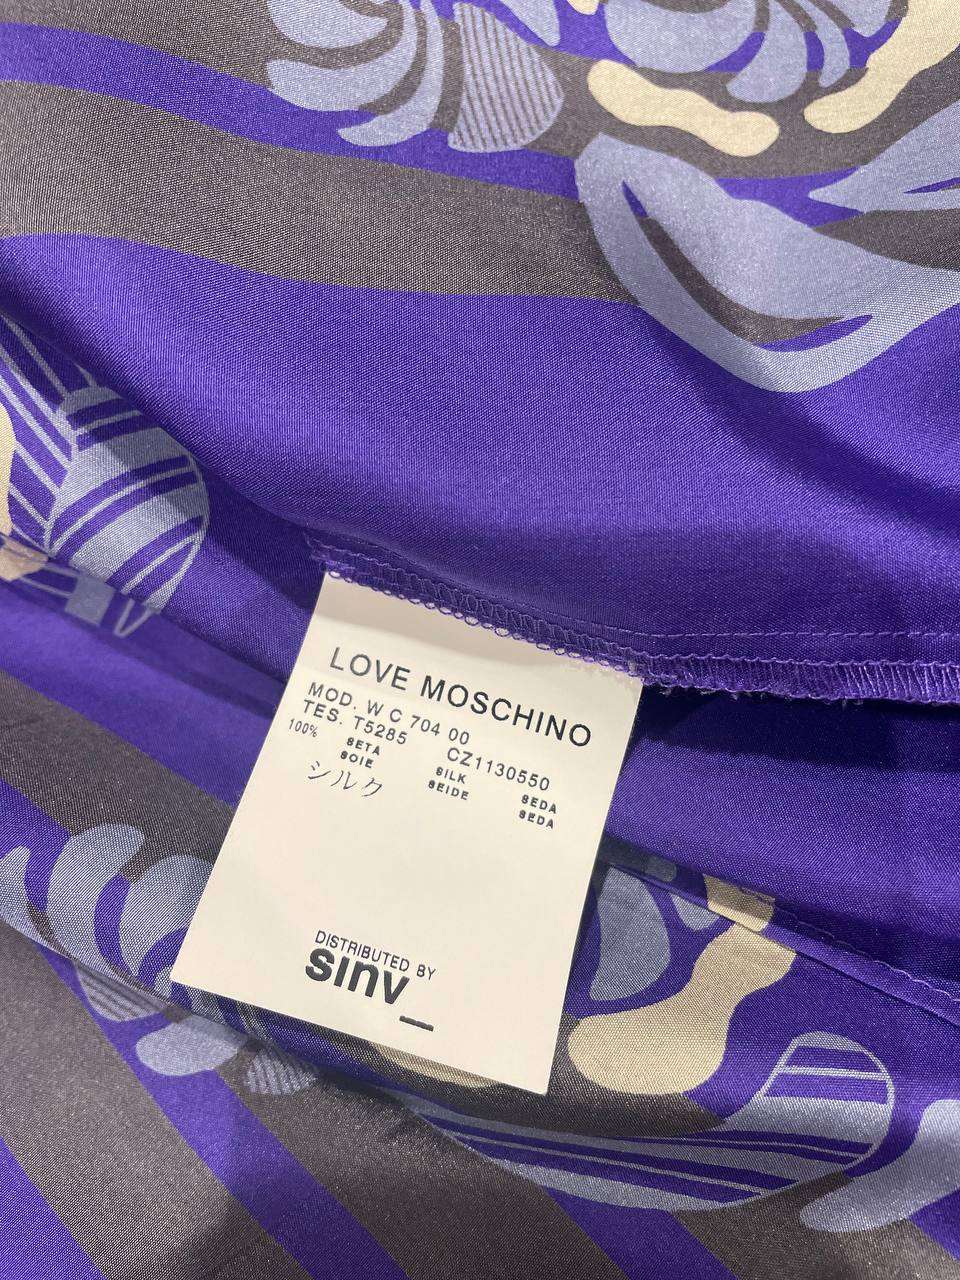 LOVE MOSCHINO
MOD. W C 704 00
TES. T5285 CZ1130550
100% SETA SILK SEDA
SOIE SEIDE SEDA
シルク
DISTRIBUTED BY
sinv_